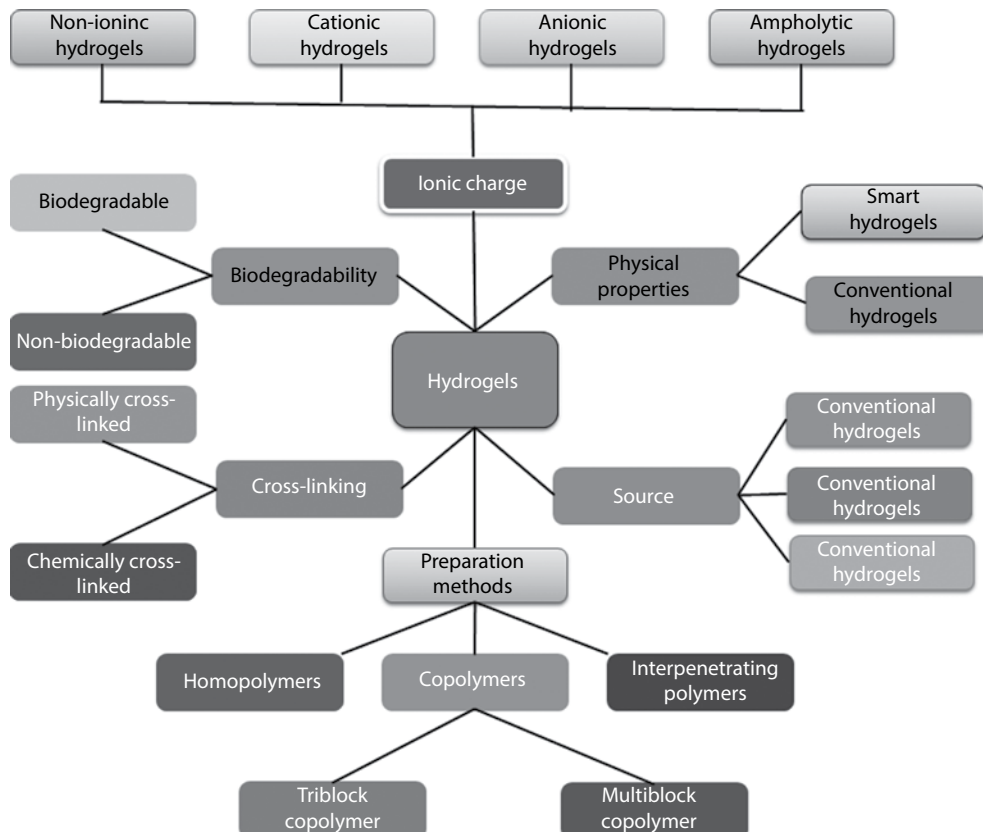 Non-ioninc
hydrogels
Cationic
hydrogels
Anionic
hydrogels
Ampholytic
hydrogels
Ionic charge
Biodegradable
Biodegradability
Non-biodegradable
Physical
properties
Smart
hydrogels
Conventional
hydrogels
Hydrogels
Physically cross-
linked
Cross-linking
Chemically cross-
linked
Source
Conventional
hydrogels
Conventional
hydrogels
Conventional
hydrogels
Preparation
methods
Homopolymers
Copolymers
Interpenetrating
polymers
Triblock
copolymer
Multiblock
copolymer